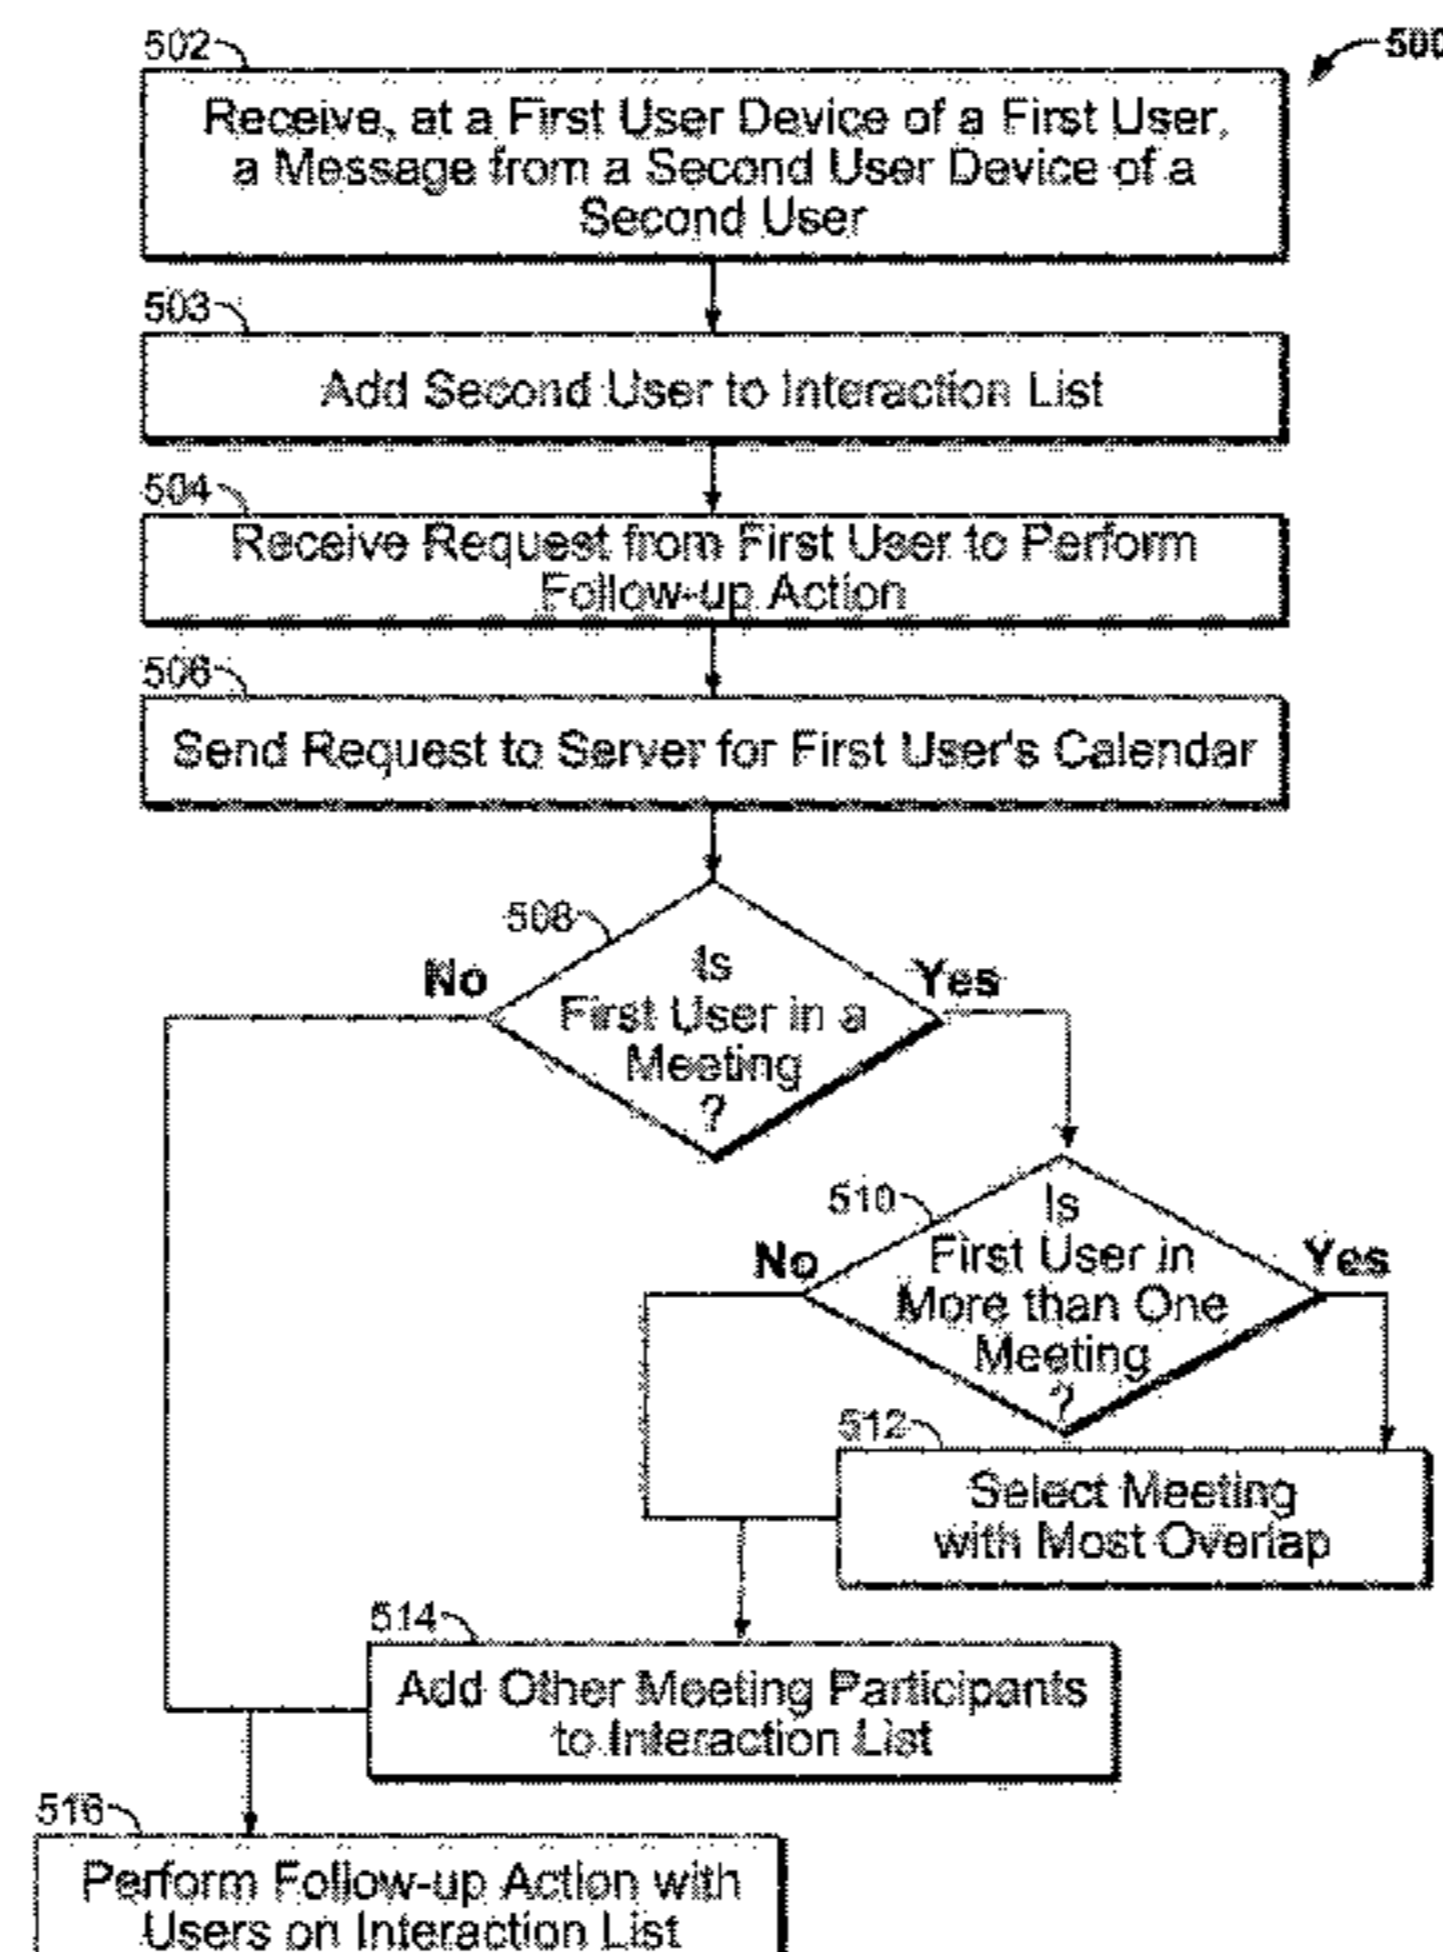 502
500
Receive, at a First User Device of a First User,
a Message from a Second User Device of a
Second User
503
Add Second User to Interaction List
504
Receive Request from First User to Perform
Follow-up Action
506
Send Request to Server for First User's Calendar
508
No
Yes
Is
First User in a
Meeting
?
510
No
Yes
Is
First User in
More than One
Meeting
?
512
Select Meeting
with Most Overlap
514
Add Other Meeting Participants
to Interaction List
516
Perform Follow-up Action with
Users on Interaction List